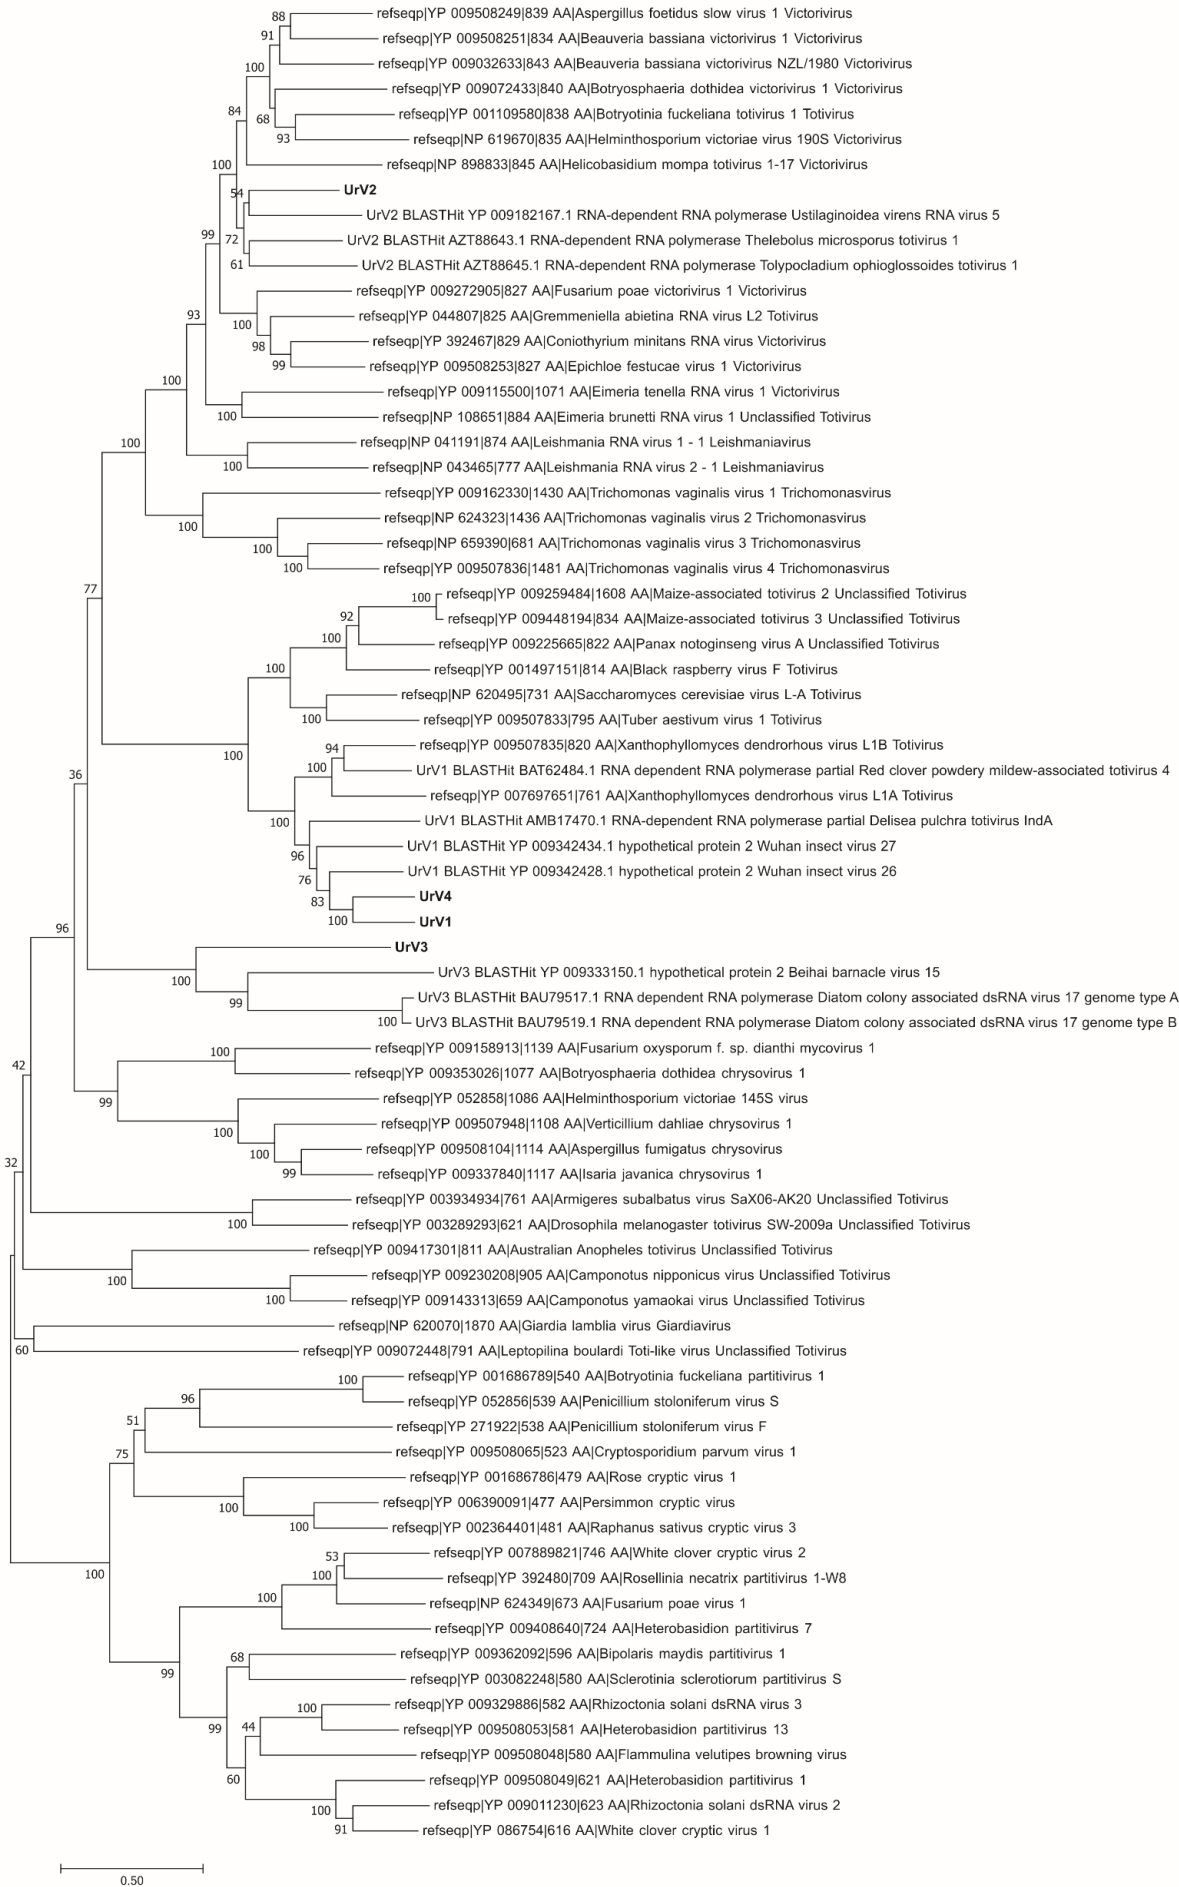 refseqp|YP 009508249|839 AA|Aspergillus foetidus slow virus 1 Victorivirus
88
91
refseqp|YP 009508251|834 AA|Beauveria bassiana victorivirus 1 Victorivirus
refseqp|YP 009032633|843 AA|Beauveria bassiana victorivirus NZL/1980 Victorivirus
100
refseqp|YP 009072433|840 AA|Botryosphaeria dothidea victorivirus 1 Victorivirus
84
68
refseqp|YP 001109580|838 AA|Botryotinia fuckeliana totivirus 1 Totivirus
93
refseqp|NP 619670|835 AA|Helminthosporium victoriae virus 190S Victorivirus
100
refseqp|NP 898833|845 AA|Helicobasidium mompa totivirus 1-17 Victorivirus
54
UrV2
UrV2 BLASTHit YP 009182167.1 RNA-dependent RNA polymerase Ustilaginoidea virens RNA virus 5
99
72
UrV2 BLASTHit AZT88643.1 RNA-dependent RNA polymerase Thelebolus microsporus totivirus 1
61
UrV2 BLASTHit AZT88645.1 RNA-dependent RNA polymerase Tolypocladium ophioglossoides totivirus 1
refseqp|YP 009272905|827 AA|Fusarium poae victorivirus 1 Victorivirus
93
100
refseqp|YP 044807|825 AA|Gremmeniella abietina RNA virus L2 Totivirus
98
refseqp|YP 392467|829 AA|Coniothyrium minitans RNA virus Victorivirus
99
refseqp|YP 009508253|827 AA|Epichloe festucae virus 1 Victorivirus
100
refseqp|YP 009115500|1071 AA|Eimeria tenella RNA virus 1 Victorivirus
100
refseqp|NP 108651|884 AA|Eimeria brunetti RNA virus 1 Unclassified Totivirus
100
refseqp|NP 041191|874 AA|Leishmania RNA virus 1 - 1 Leishmaniavirus
100
refseqp|NP 043465|777 AA|Leishmania RNA virus 2 - 1 Leishmaniavirus
refseqp|YP 009162330|1430 AA|Trichomonas vaginalis virus 1 Trichomonasvirus
100
refseqp|NP 624323|1436 AA|Trichomonas vaginalis virus 2 Trichomonasvirus
100
refseqp|NP 659390|681 AA|Trichomonas vaginalis virus 3 Trichomonasvirus
100
refseqp|YP 009507836|1481 AA|Trichomonas vaginalis virus 4 Trichomonasvirus
77
100
refseqp|YP 009259484|1608 AA|Maize-associated totivirus 2 Unclassified Totivirus
92
refseqp|YP 009448194|834 AA|Maize-associated totivirus 3 Unclassified Totivirus
100
refseqp|YP 009225665|822 AA|Panax notoginseng virus A Unclassified Totivirus
100
refseqp|YP 001497151|814 AA|Black raspberry virus F Totivirus
refseqp|NP 620495|731 AA|Saccharomyces cerevisiae virus L-A Totivirus
100
refseqp|YP 009507833|795 AA|Tuber aestivum virus 1 Totivirus
100
94
refseqp|YP 009507835|820 AA|Xanthophyllomyces dendrorhous virus L1B Totivirus
36
100
UrV1 BLASTHit BAT62484.1 RNA dependent RNA polymerase partial Red clover powdery mildew-associated totivirus 4
refseqp|YP 007697651|761 AA|Xanthophyllomyces dendrorhous virus L1A Totivirus
100
UrV1 BLASTHit AMB17470.1 RNA-dependent RNA polymerase partial Delisea pulchra totivirus IndA
96
UrV1 BLASTHit YP 009342434.1 hypothetical protein 2 Wuhan insect virus 27
76
UrV1 BLASTHit YP 009342428.1 hypothetical protein 2 Wuhan insect virus 26
83
UrV4
100
UrV1
96
UrV3
100
UrV3 BLASTHit YP 009333150.1 hypothetical protein 2 Beihai barnacle virus 15
99
UrV3 BLASTHit BAU79517.1 RNA dependent RNA polymerase Diatom colony associated dsRNA virus 17 genome type A
100
UrV3 BLASTHit BAU79519.1 RNA dependent RNA polymerase Diatom colony associated dsRNA virus 17 genome type B
100
refseqp|YP 009158913|1139 AA|Fusarium oxysporum f. sp. dianthi mycovirus 1
42
refseqp|YP 009353026|1077 AA|Botryosphaeria dothidea chrysovirus 1
99
refseqp|YP 052858|1086 AA|Helminthosporium victoriae 145S virus
100
refseqp|YP 009507948|1108 AA|Verticillium dahliae chrysovirus 1
100
refseqp|YP 009508104|1114 AA|Aspergillus fumigatus chrysovirus
32
99
refseqp|YP 009337840|1117 AA|Isaria javanica chrysovirus 1
refseqp|YP 003934934|761 AA|Armigeres subalbatus virus SaX06-AK20 Unclassified Totivirus
100
refseqp|YP 003289293|621 AA|Drosophila melanogaster totivirus SW-2009a Unclassified Totivirus
refseqp|YP 009417301|811 AA|Australian Anopheles totivirus Unclassified Totivirus
100
refseqp|YP 009230208|905 AA|Camponotus nipponicus virus Unclassified Totivirus
100
refseqp|YP 009143313|659 AA|Camponotus yamaokai virus Unclassified Totivirus
refseqp|NP 620070|1870 AA|Giardia lamblia virus Giardiavirus
60
refseqp|YP 009072448|791 AA|Leptopilina boulardi Toti-like virus Unclassified Totivirus
100
refseqp|YP 001686789|540 AA|Botryotinia fuckeliana partitivirus 1
96
refseqp|YP 052856|539 AA|Penicillium stoloniferum virus S
51
refseqp|YP 271922|538 AA|Penicillium stoloniferum virus F
75
refseqp|YP 009508065|523 AA|Cryptosporidium parvum virus 1
refseqp|YP 001686786|479 AA|Rose cryptic virus 1
100
refseqp|YP 006390091|477 AA|Persimmon cryptic virus
100
refseqp|YP 002364401|481 AA|Raphanus sativus cryptic virus 3
53
refseqp|YP 007889821|746 AA|White clover cryptic virus 2
100
100
refseqp|YP 392480|709 AA|Rosellinia necatrix partitivirus 1-W8
100
refseqp|NP 624349|673 AA|Fusarium poae virus 1
refseqp|YP 009408640|724 AA|Heterobasidion partitivirus 7
99
68
refseqp|YP 009362092|596 AA|Bipolaris maydis partitivirus 1
refseqp|YP 003082248|580 AA|Sclerotinia sclerotiorum partitivirus S
100
refseqp|YP 009329886|582 AA|Rhizoctonia solani dsRNA virus 3
99
44
refseqp|YP 009508053|581 AA|Heterobasidion partitivirus 13
refseqp|YP 009508048|580 AA|Flammulina velutipes browning virus
60
refseqp|YP 009508049|621 AA|Heterobasidion partitivirus 1
100
refseqp|YP 009011230|623 AA|Rhizoctonia solani dsRNA virus 2
91
refseqp|YP 086754|616 AA|White clover cryptic virus 1
0.50